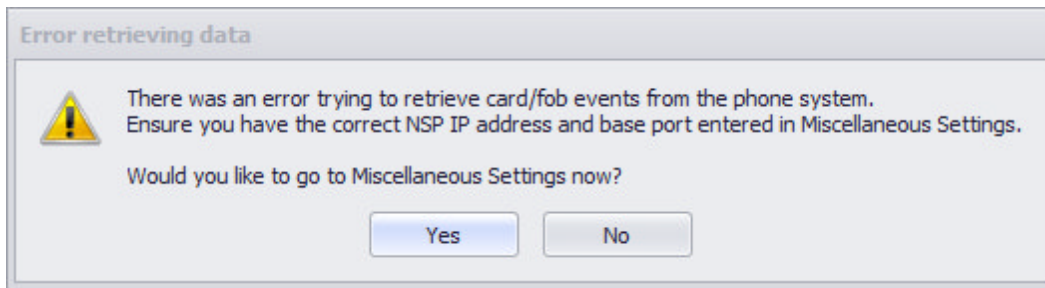 Error retrieving data
There was an error trying to retrieve card/fob events from the phone system.
Ensure you have the correct NSP IP address and base port entered in Miscellaneous Settings.
Would you like to go to Miscellaneous Settings now?
Yes No